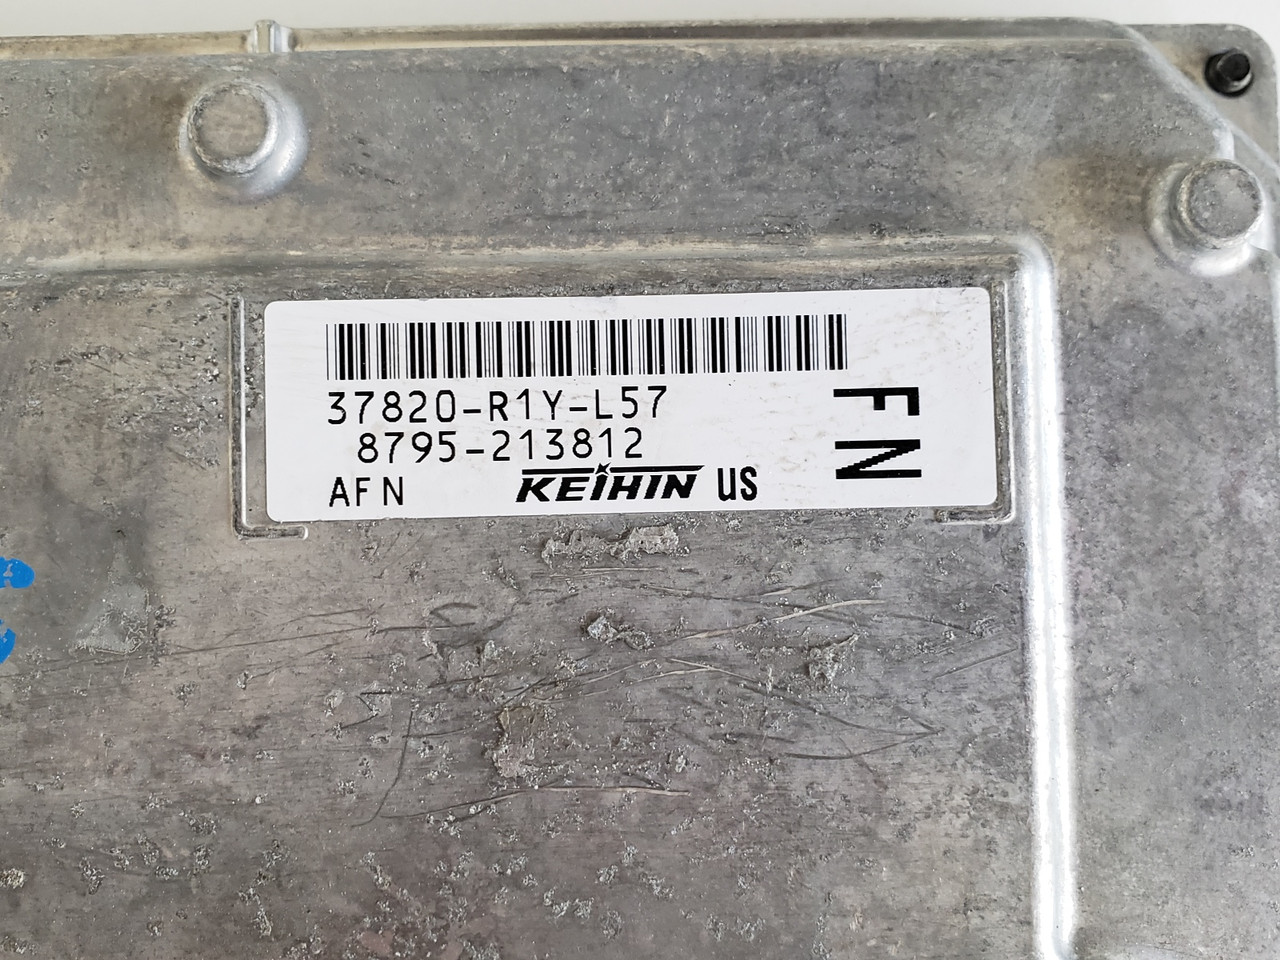 37820-R1Y-L57
8795-213812
AFN KEIHIN US
FN